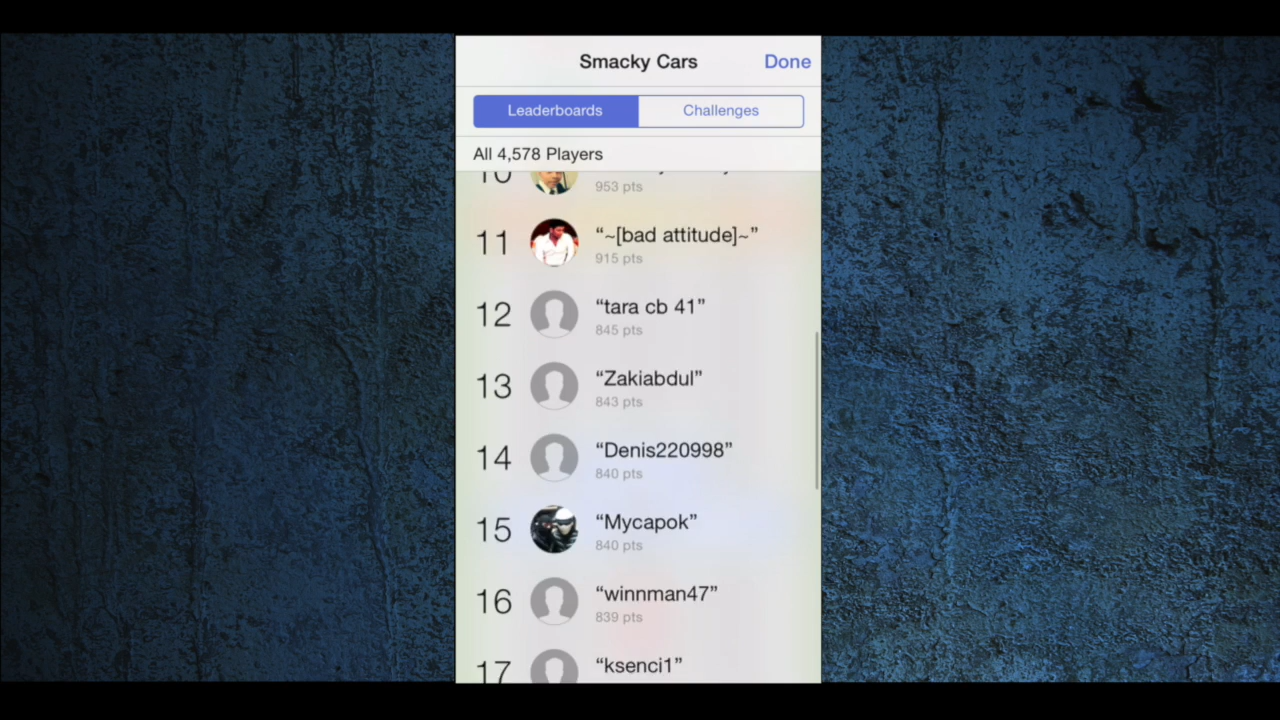 Smacky Cars
Done
Leaderboards
Challenges
All 4,578 Players
10
953 pts
11
“~[bad attitude]~”
915 pts
12
“tara cb 41”
845 pts
13
“Zakiabdul”
843 pts
14
“Denis220998”
840 pts
15
“Mycapok”
840 pts
16
“winnman47”
839 pts
17
“ksenci1”